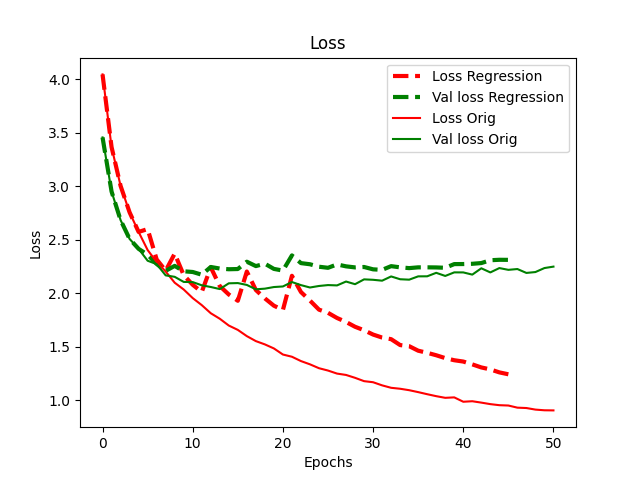 Loss
Loss Regression
Val loss Regression
Loss Orig
Val loss Orig
Loss
4.0
3.5
3.0
2.5
2.0
1.5
1.0
0 10 20 30 40 50
Epochs